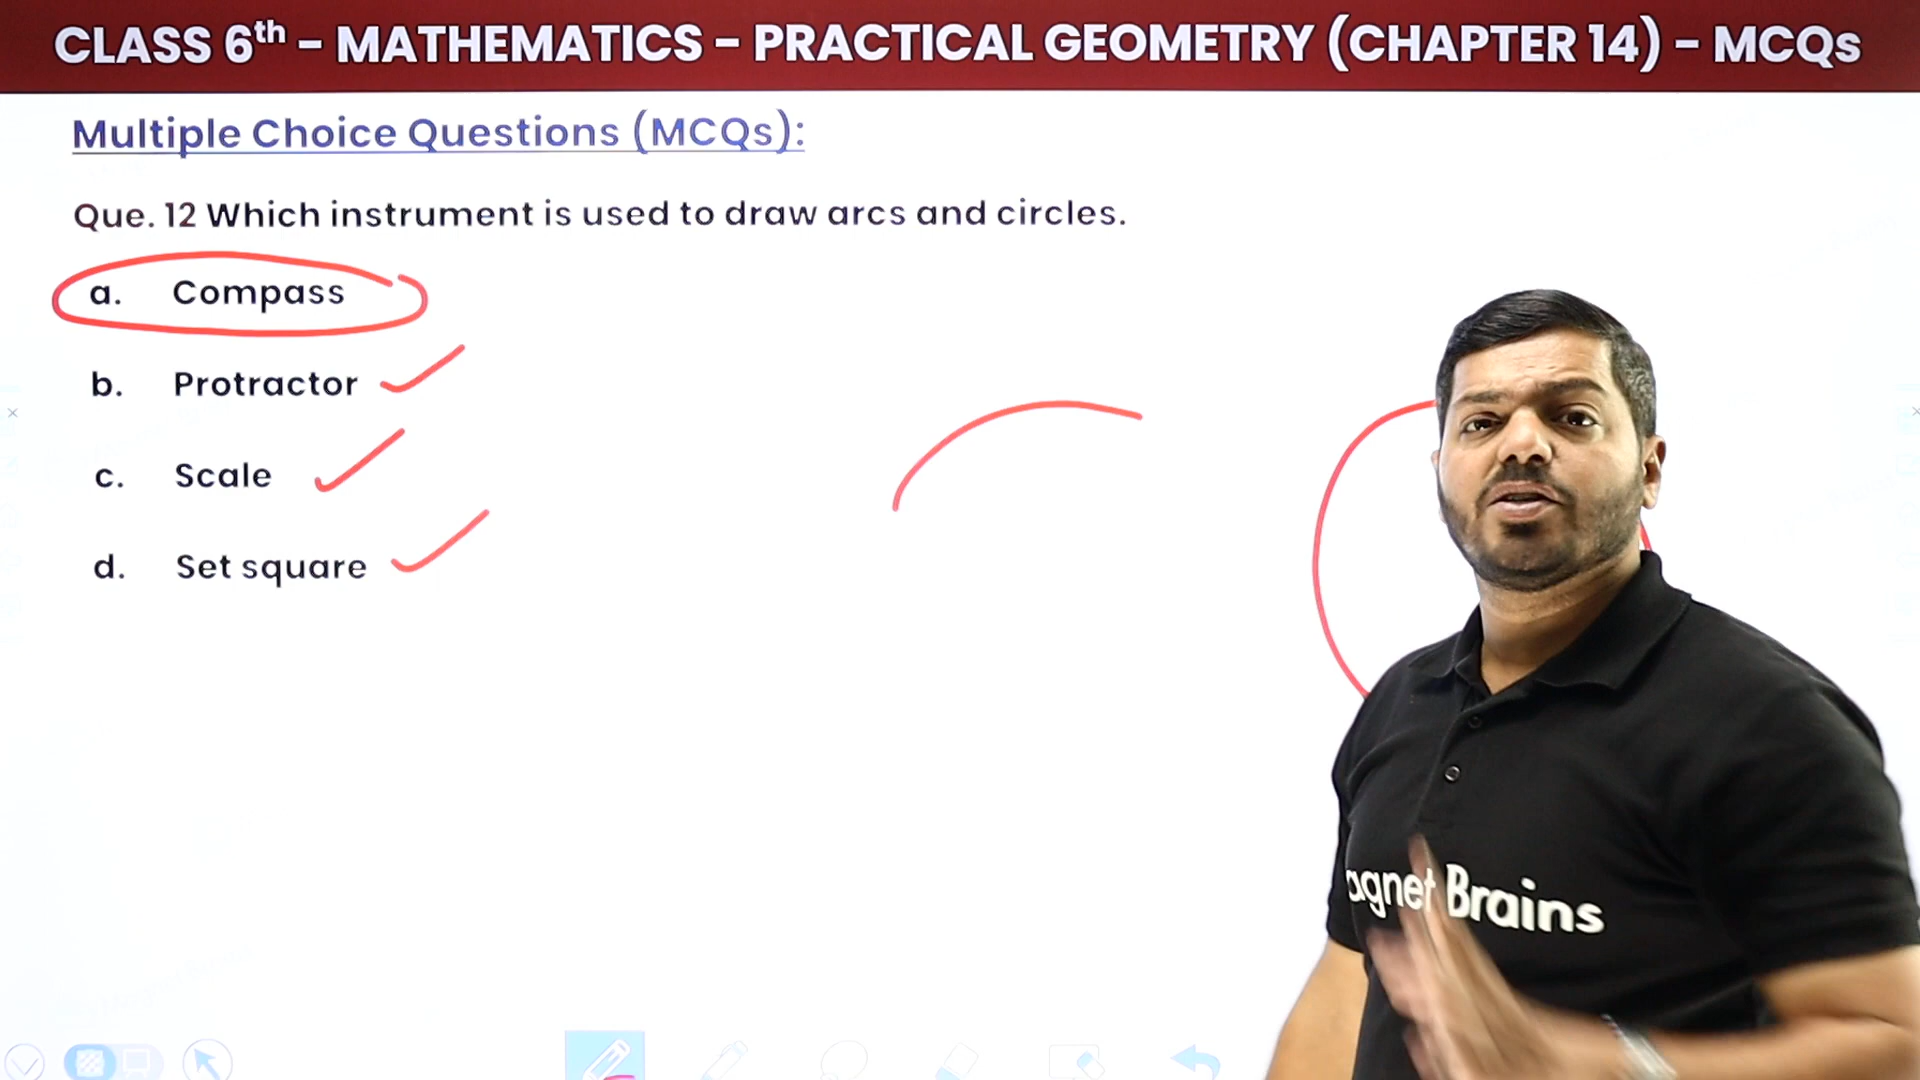 CLASS 6th - MATHEMATICS - PRACTICAL GEOMETRY (CHAPTER 14) - MCQs
Multiple Choice Questions (MCQs):
Que. 12 Which instrument is used to draw arcs and circles.
a. Compass
b. Protractor
c. Scale
d. Set square
agnet Brains